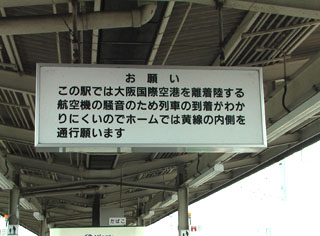 お願い
この駅では大阪国際空港を離着陸する
航空機の騒音のため列車の到着がわか
りにくいのでホームでは黄線の内側を
通行願います
たばこ